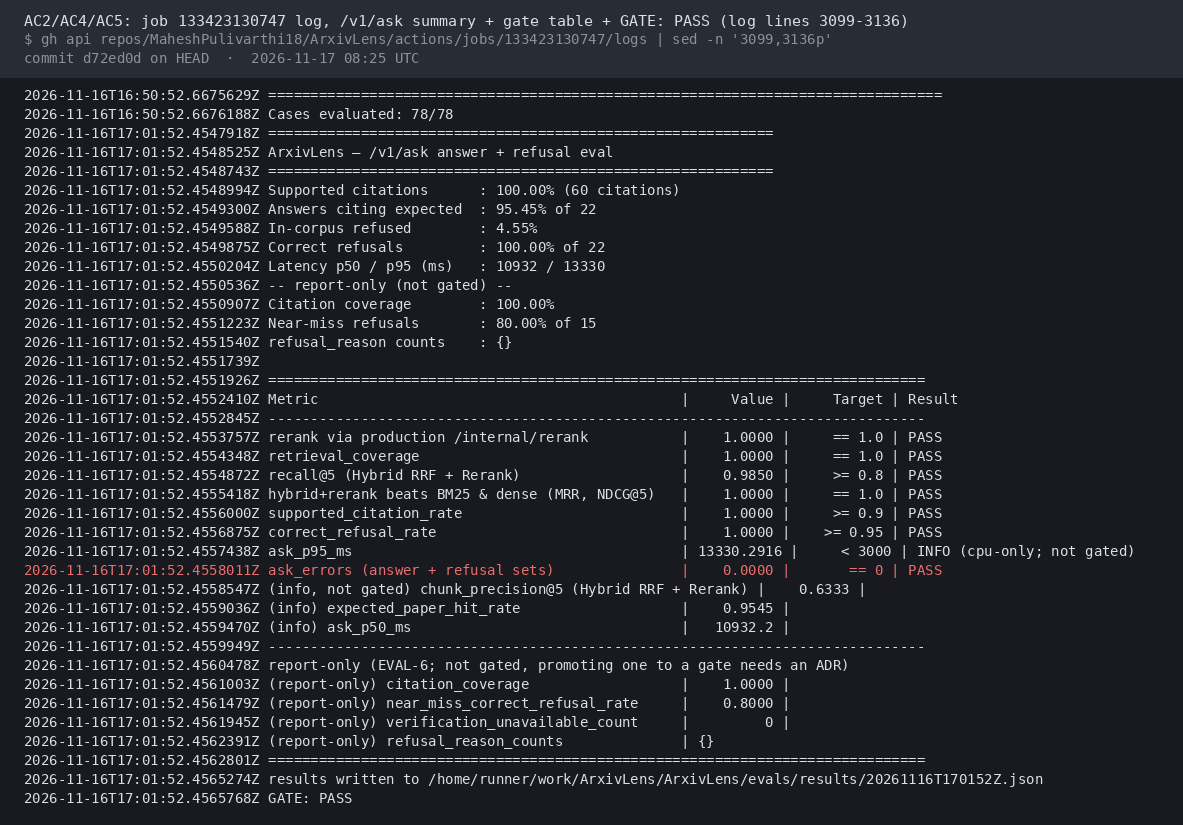 AC2/AC4/AC5: job 133423130747 log, /v1/ask summary + gate table + GATE: PASS (log lines 3099-3136)
$ gh api repos/MaheshPulivarthi18/ArxivLens/actions/jobs/133423130747/logs | sed -n '3099,3136p'
commit d72ed0d on HEAD  ·  2026-11-17 08:25 UTC
2026-11-16T16:50:52.6675629Z ================================================================================
2026-11-16T16:50:52.6676188Z Cases evaluated: 78/78
2026-11-16T17:01:52.4547918Z ============================================================
2026-11-16T17:01:52.4548525Z ArxivLens — /v1/ask answer + refusal eval
2026-11-16T17:01:52.4548743Z ============================================================
2026-11-16T17:01:52.4548994Z Supported citations      : 100.00% (60 citations)
2026-11-16T17:01:52.4549300Z Answers citing expected  : 95.45% of 22
2026-11-16T17:01:52.4549588Z In-corpus refused        : 4.55%
2026-11-16T17:01:52.4549875Z Correct refusals         : 100.00% of 22
2026-11-16T17:01:52.4550204Z Latency p50 / p95 (ms)   : 10932 / 13330
2026-11-16T17:01:52.4550536Z -- report-only (not gated) --
2026-11-16T17:01:52.4550907Z Citation coverage        : 100.00%
2026-11-16T17:01:52.4551223Z Near-miss refusals       : 80.00% of 15
2026-11-16T17:01:52.4551540Z refusal_reason counts    : {}
2026-11-16T17:01:52.4551739Z
2026-11-16T17:01:52.4551926Z ==============================================================================
2026-11-16T17:01:52.4552410Z Metric                                           |     Value |     Target | Result
2026-11-16T17:01:52.4552845Z ------------------------------------------------------------------------------
2026-11-16T17:01:52.4553757Z rerank via production /internal/rerank           |    1.0000 |     == 1.0 | PASS
2026-11-16T17:01:52.4554348Z retrieval_coverage                               |    1.0000 |     == 1.0 | PASS
2026-11-16T17:01:52.4554872Z recall@5 (Hybrid RRF + Rerank)                   |    0.9850 |     >= 0.8 | PASS
2026-11-16T17:01:52.4555418Z hybrid+rerank beats BM25 & dense (MRR, NDCG@5)   |    1.0000 |     == 1.0 | PASS
2026-11-16T17:01:52.4556000Z supported_citation_rate                          |    1.0000 |     >= 0.9 | PASS
2026-11-16T17:01:52.4556875Z correct_refusal_rate                             |    1.0000 |    >= 0.95 | PASS
2026-11-16T17:01:52.4557438Z ask_p95_ms                                       | 13330.2916 |     < 3000 | INFO (cpu-only; not gated)
2026-11-16T17:01:52.4558011Z ask_errors (answer + refusal sets)               |    0.0000 |       == 0 | PASS
2026-11-16T17:01:52.4558547Z (info, not gated) chunk_precision@5 (Hybrid RRF + Rerank) |    0.6333 |
2026-11-16T17:01:52.4559036Z (info) expected_paper_hit_rate                   |    0.9545 |
2026-11-16T17:01:52.4559470Z (info) ask_p50_ms                                |   10932.2 |
2026-11-16T17:01:52.4559949Z ------------------------------------------------------------------------------
2026-11-16T17:01:52.4560478Z report-only (EVAL-6; not gated, promoting one to a gate needs an ADR)
2026-11-16T17:01:52.4561003Z (report-only) citation_coverage                  |    1.0000 |
2026-11-16T17:01:52.4561479Z (report-only) near_miss_correct_refusal_rate     |    0.8000 |
2026-11-16T17:01:52.4561945Z (report-only) verification_unavailable_count     |         0 |
2026-11-16T17:01:52.4562391Z (report-only) refusal_reason_counts              | {}
2026-11-16T17:01:52.4562801Z ==============================================================================
2026-11-16T17:01:52.4565274Z results written to /home/runner/work/ArxivLens/ArxivLens/evals/results/20261116T170152Z.json
2026-11-16T17:01:52.4565768Z GATE: PASS